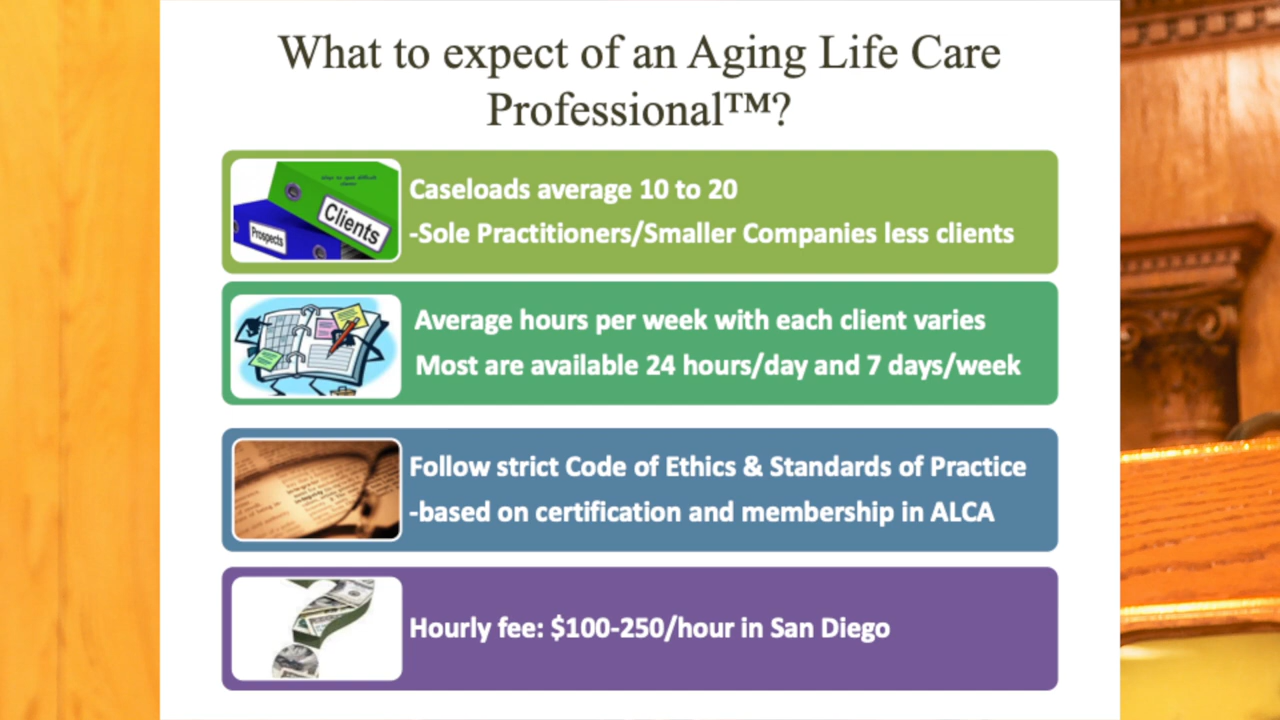 What to expect of an Aging Life Care
Professional™?
Clients
Prospects
Caseloads average 10 to 20
-Sole Practitioners/Smaller Companies less clients
Average hours per week with each client varies
Most are available 24 hours/day and 7 days/week
Follow strict Code of Ethics & Standards of Practice
-based on certification and membership in ALCA
Hourly fee: $100-250/hour in San Diego